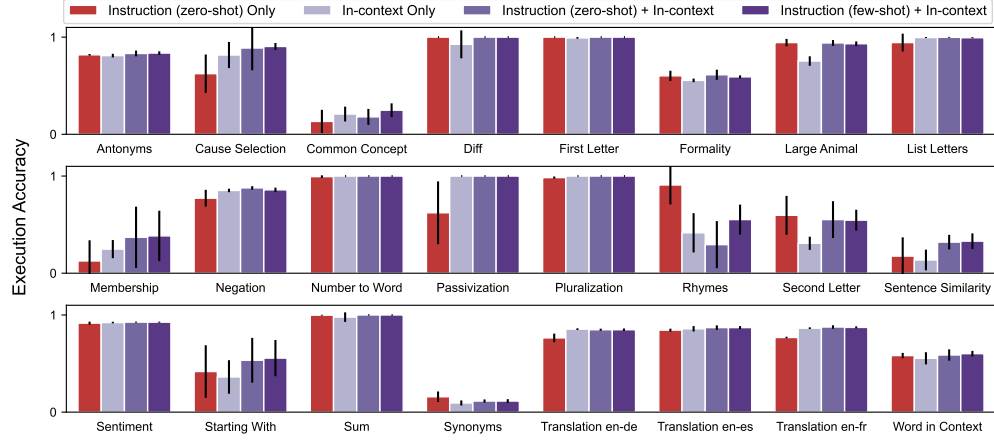 Instruction (zero-shot) Only In-context Only Instruction (zero-shot) + In-context Instruction (few-shot) + In-context
Execution Accuracy
1
0
Antonyms Cause Selection Common Concept Diff First Letter Formality Large Animal List Letters
1
0
Membership Negation Number to Word Passivization Pluralization Rhymes Second Letter Sentence Similarity
1
0
Sentiment Starting With Sum Synonyms Translation en-de Translation en-es Translation en-fr Word in Context